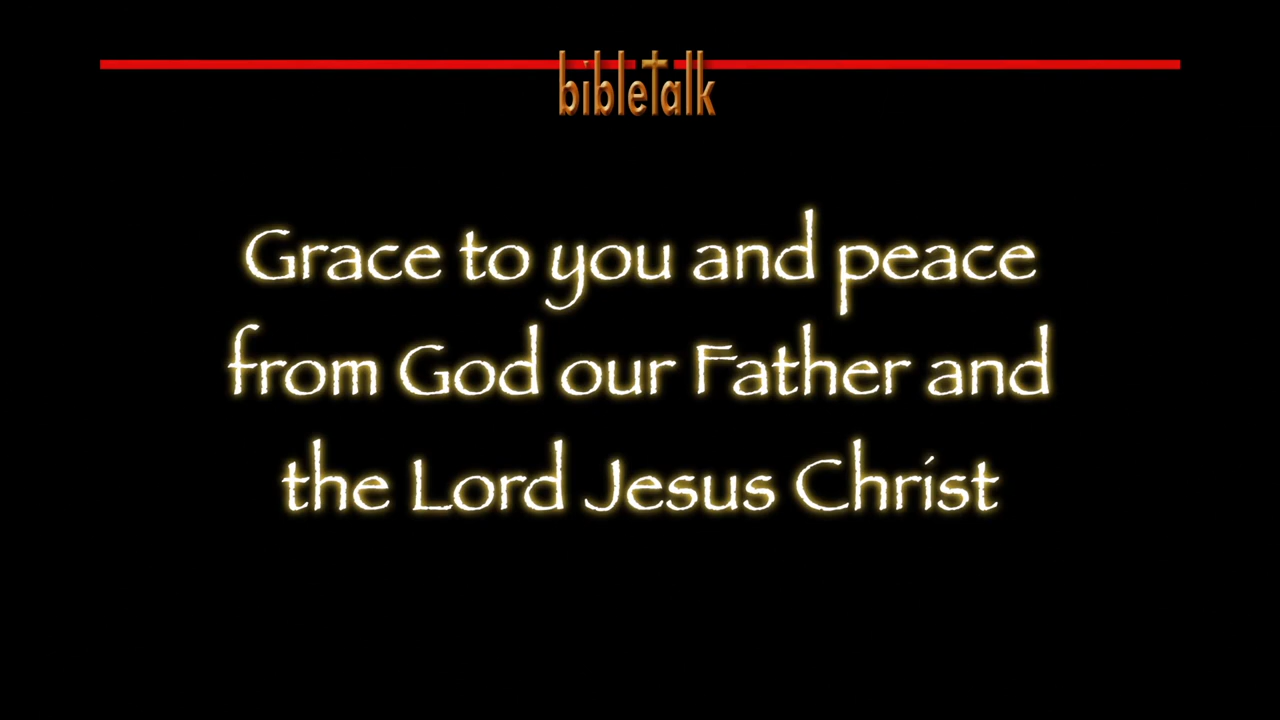 bibleTalk
Grace to you and peace
from God our Father and
the Lord Jesus Christ